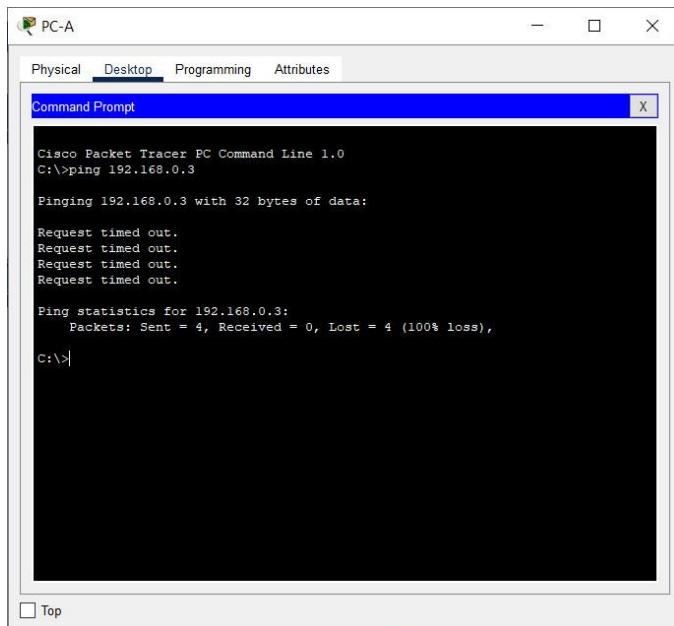 PC-A
Physical Desktop Programming Attributes
Command Prompt X
Cisco Packet Tracer PC Command Line 1.0
C:\>ping 192.168.0.3
Pinging 192.168.0.3 with 32 bytes of data:
Request timed out.
Request timed out.
Request timed out.
Request timed out.
Ping statistics for 192.168.0.3:
Packets: Sent = 4, Received = 0, Lost = 4 (100% loss),
C:\>
Top